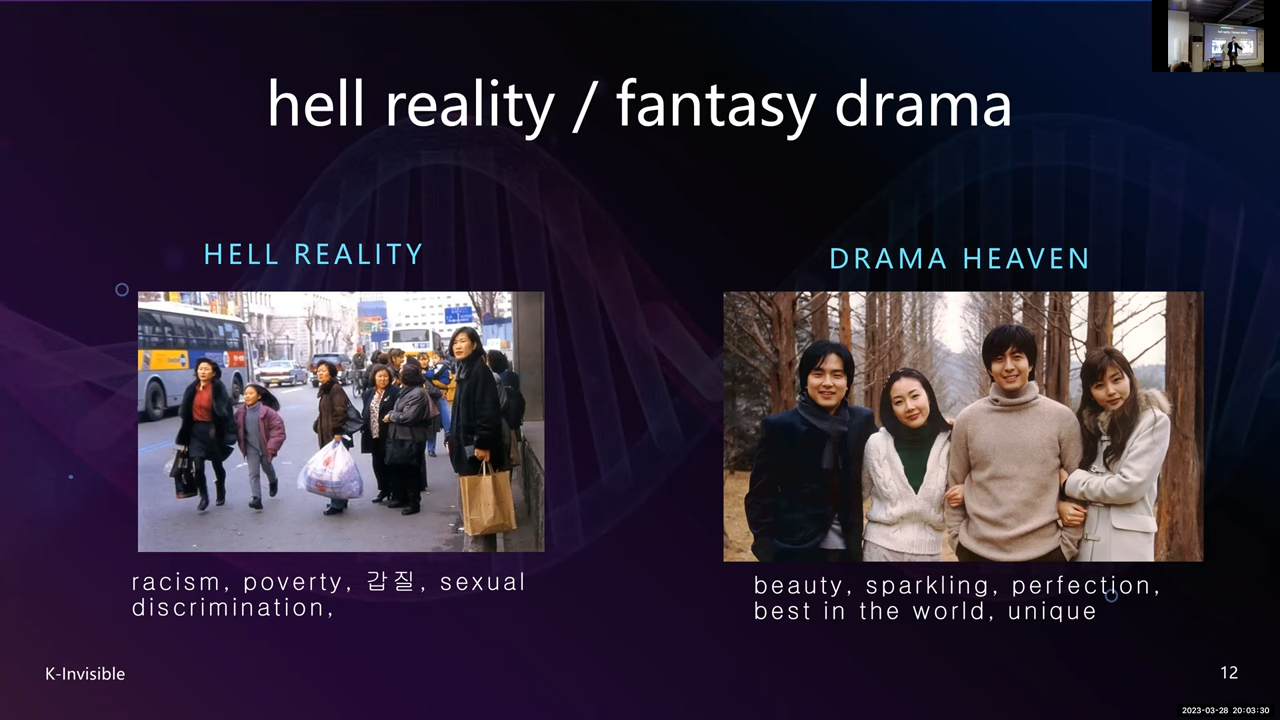 hell reality / fantasy drama
HELL REALITY
DRAMA HEAVEN
racism, poverty, 갑질, sexual
discrimination,
beauty, sparkling, perfection,
best in the world, unique
K-Invisible
12
2023-03-28 20:03:30